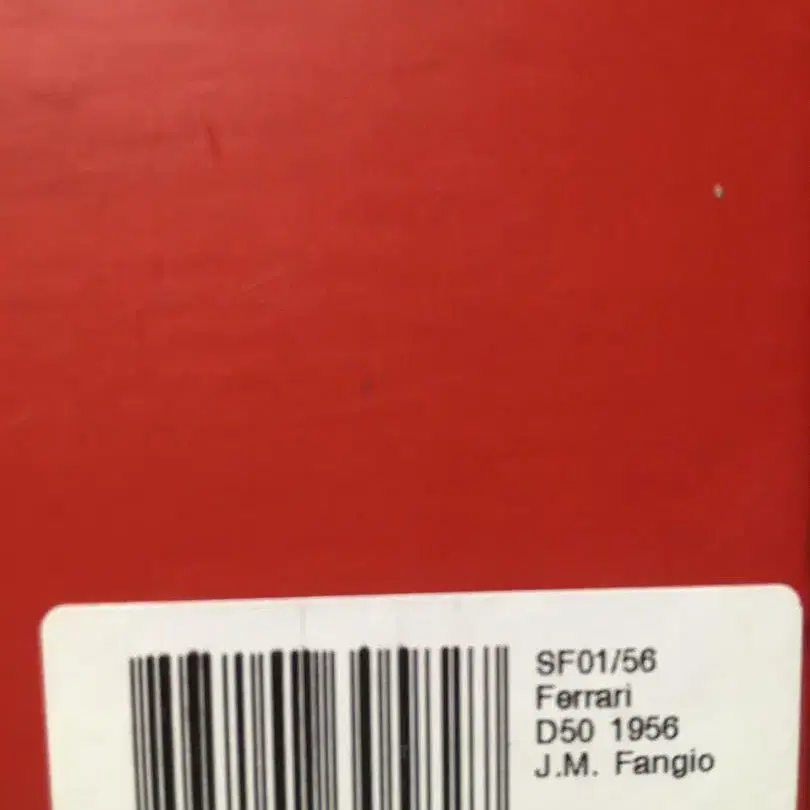 SF01/56
Ferrari
D50 1956
J.M. Fangio